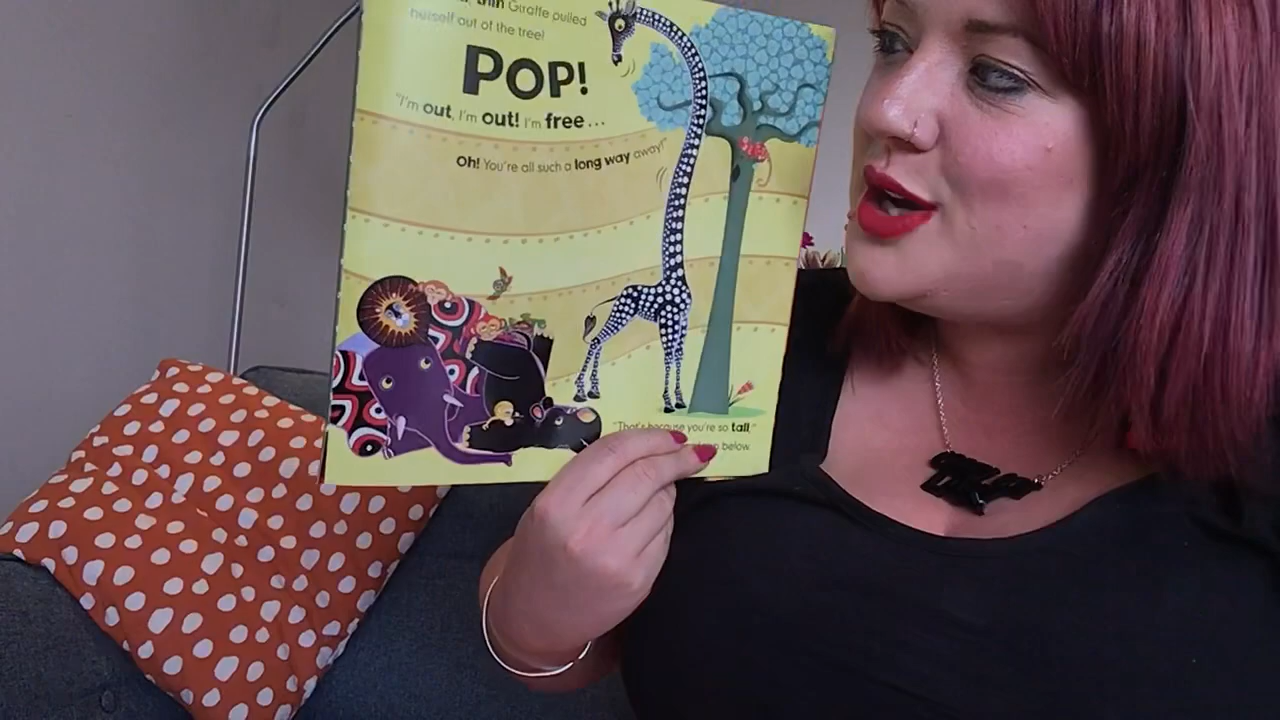 thin Giraffe pulled
herself out of the tree!
POP!
"I'm out, I'm out! I'm free...
Oh! You're all such a long way away!"
"That's because you're so tall,"
below.